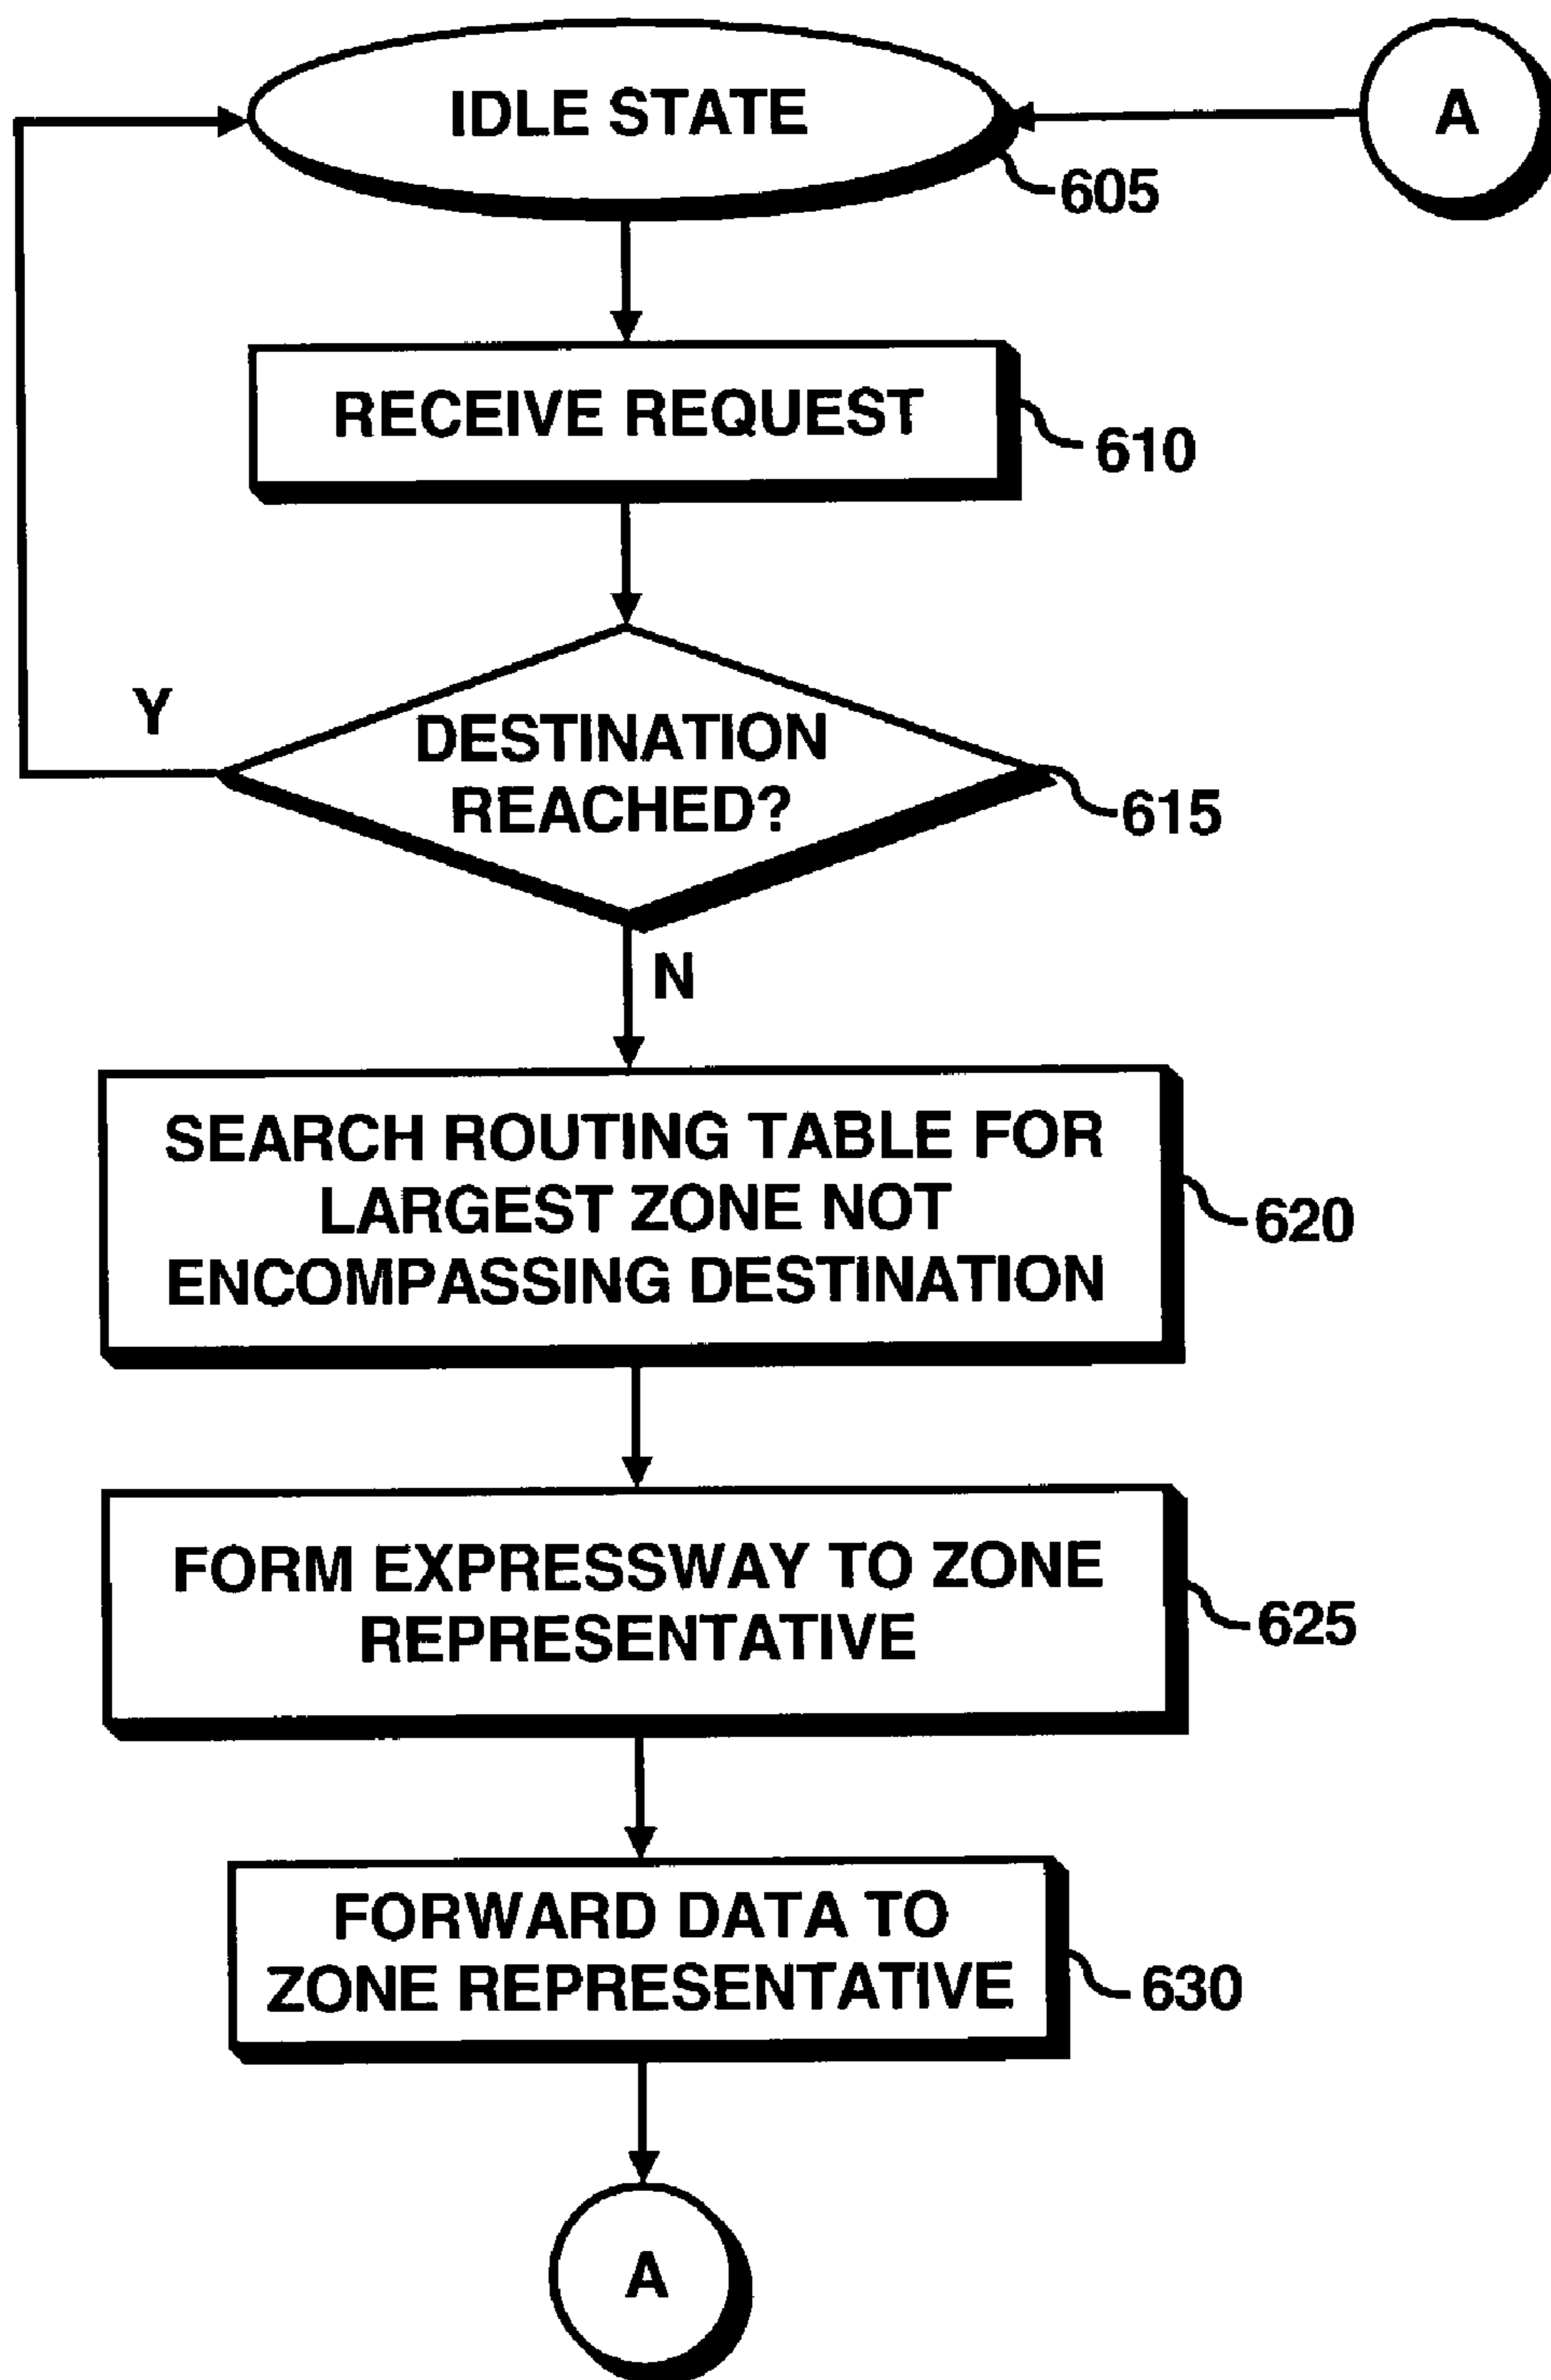 IDLE STATE
A
605
RECEIVE REQUEST
610
Y
DESTINATION
REACHED?
615
N
SEARCH ROUTING TABLE FOR
LARGEST ZONE NOT
ENCOMPASSING DESTINATION
620
FORM EXPRESSWAY TO ZONE
REPRESENTATIVE
625
FORWARD DATA TO
ZONE REPRESENTATIVE
630
A